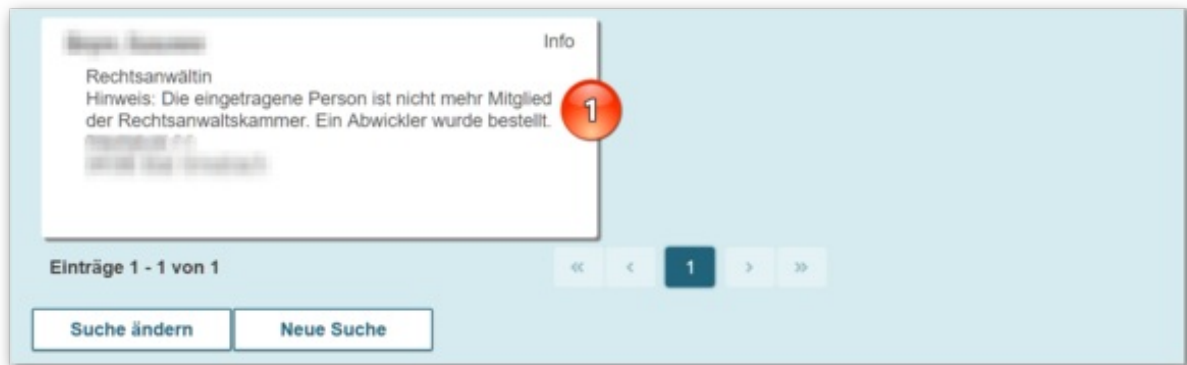 Info
Rechtsanwältin
Hinweis: Die eingetragene Person ist nicht mehr Mitglied
der Rechtsanwaltskammer. Ein Abwickler wurde bestellt.
1
Einträge 1 - 1 von 1
« < 1 > »
Suche ändern Neue Suche